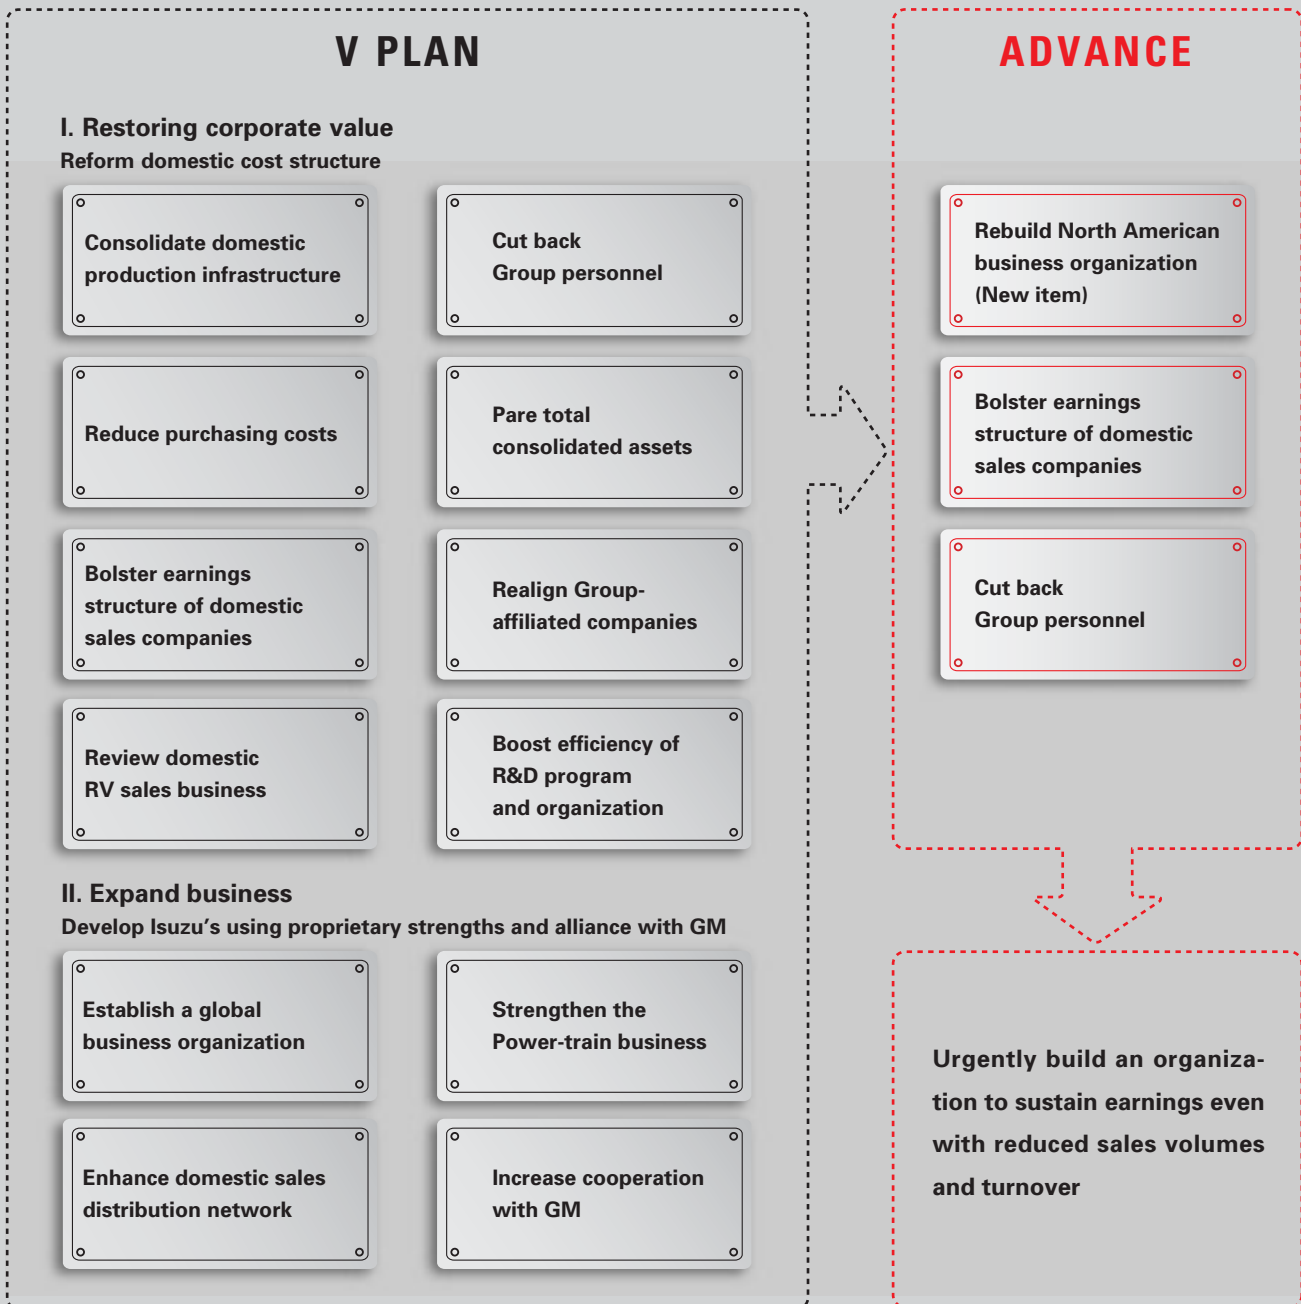 V PLAN
I. Restoring corporate value
Reform domestic cost structure
Consolidate domestic
production infrastructure
Cut back
Group personnel
Reduce purchasing costs
Pare total
consolidated assets
Bolster earnings
structure of domestic
sales companies
Realign Group-
affiliated companies
Review domestic
RV sales business
Boost efficiency of
R&D program
and organization
II. Expand business
Develop Isuzu’s using proprietary strengths and alliance with GM
Establish a global
business organization
Strengthen the
Power-train business
Enhance domestic sales
distribution network
Increase cooperation
with GM
ADVANCE
Rebuild North American
business organization
(New item)
Bolster earnings
structure of domestic
sales companies
Cut back
Group personnel
Urgently build an organiza-
tion to sustain earnings even
with reduced sales volumes
and turnover